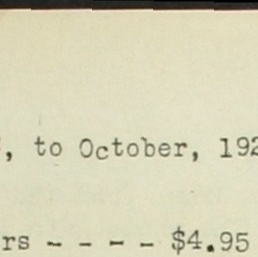 , to October, 192
rs - - - - $4.95